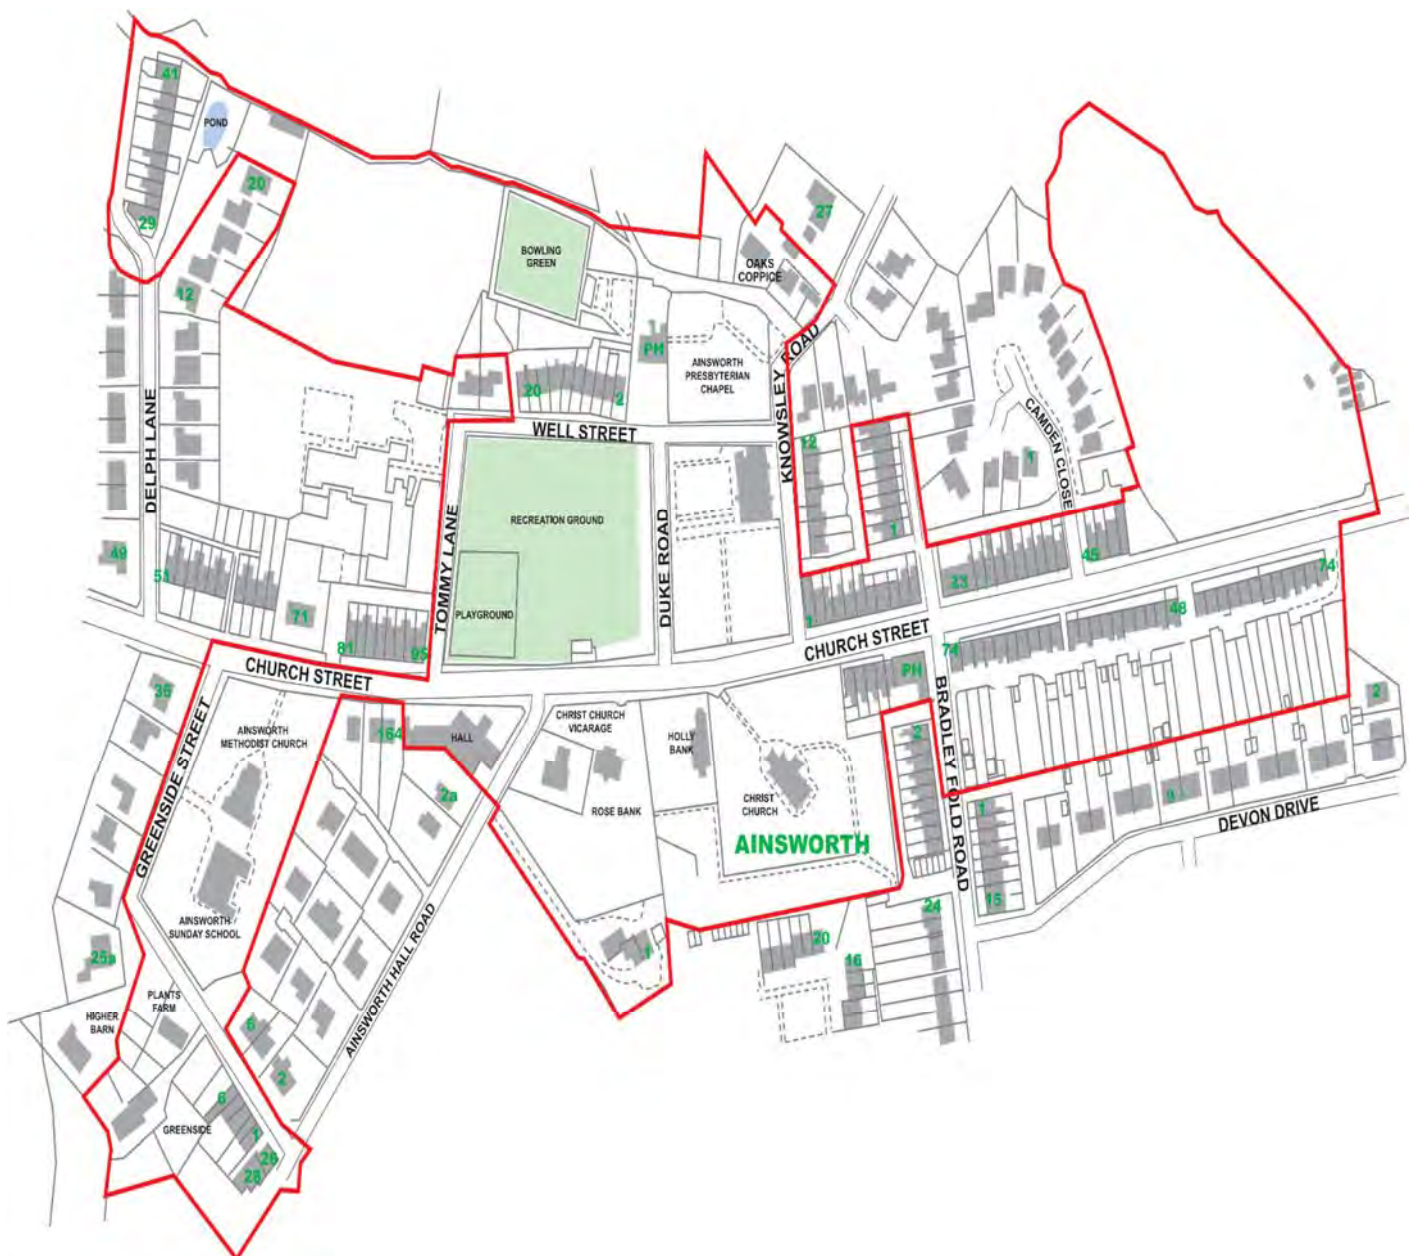 41
POND
20
29
12
BOWLING
GREEN
27
OAKS
COPPICE
PH
AINSWORTH
PRESBYTERIAN
CHAPEL
KNOWSLEY ROAD
20
2
WELL STREET
12
1
CAMDEN CLOSE
1
DELPH LANE
RECREATION GROUND
TOMMY LANE
DUKE ROAD
PLAYGROUND
49
51
71
81
95
23
45
74
48
1
CHURCH STREET
74
PH
CHURCH STREET
GREENSIDE STREET
36
AINSWORTH
METHODIST CHURCH
164
HALL
2a
CHRIST CHURCH
VICARAGE
HOLLY
BANK
ROSE BANK
CHRIST
CHURCH
AINSWORTH
2
BRADLEY FOLD ROAD
2
9
DEVON DRIVE
1
15
24
20
16
1
AINSWORTH
SUNDAY SCHOOL
AINSWORTH HALL ROAD
25a
PLANTS
FARM
HIGHER
BARN
6
2
6
GREENSIDE
1
26
28